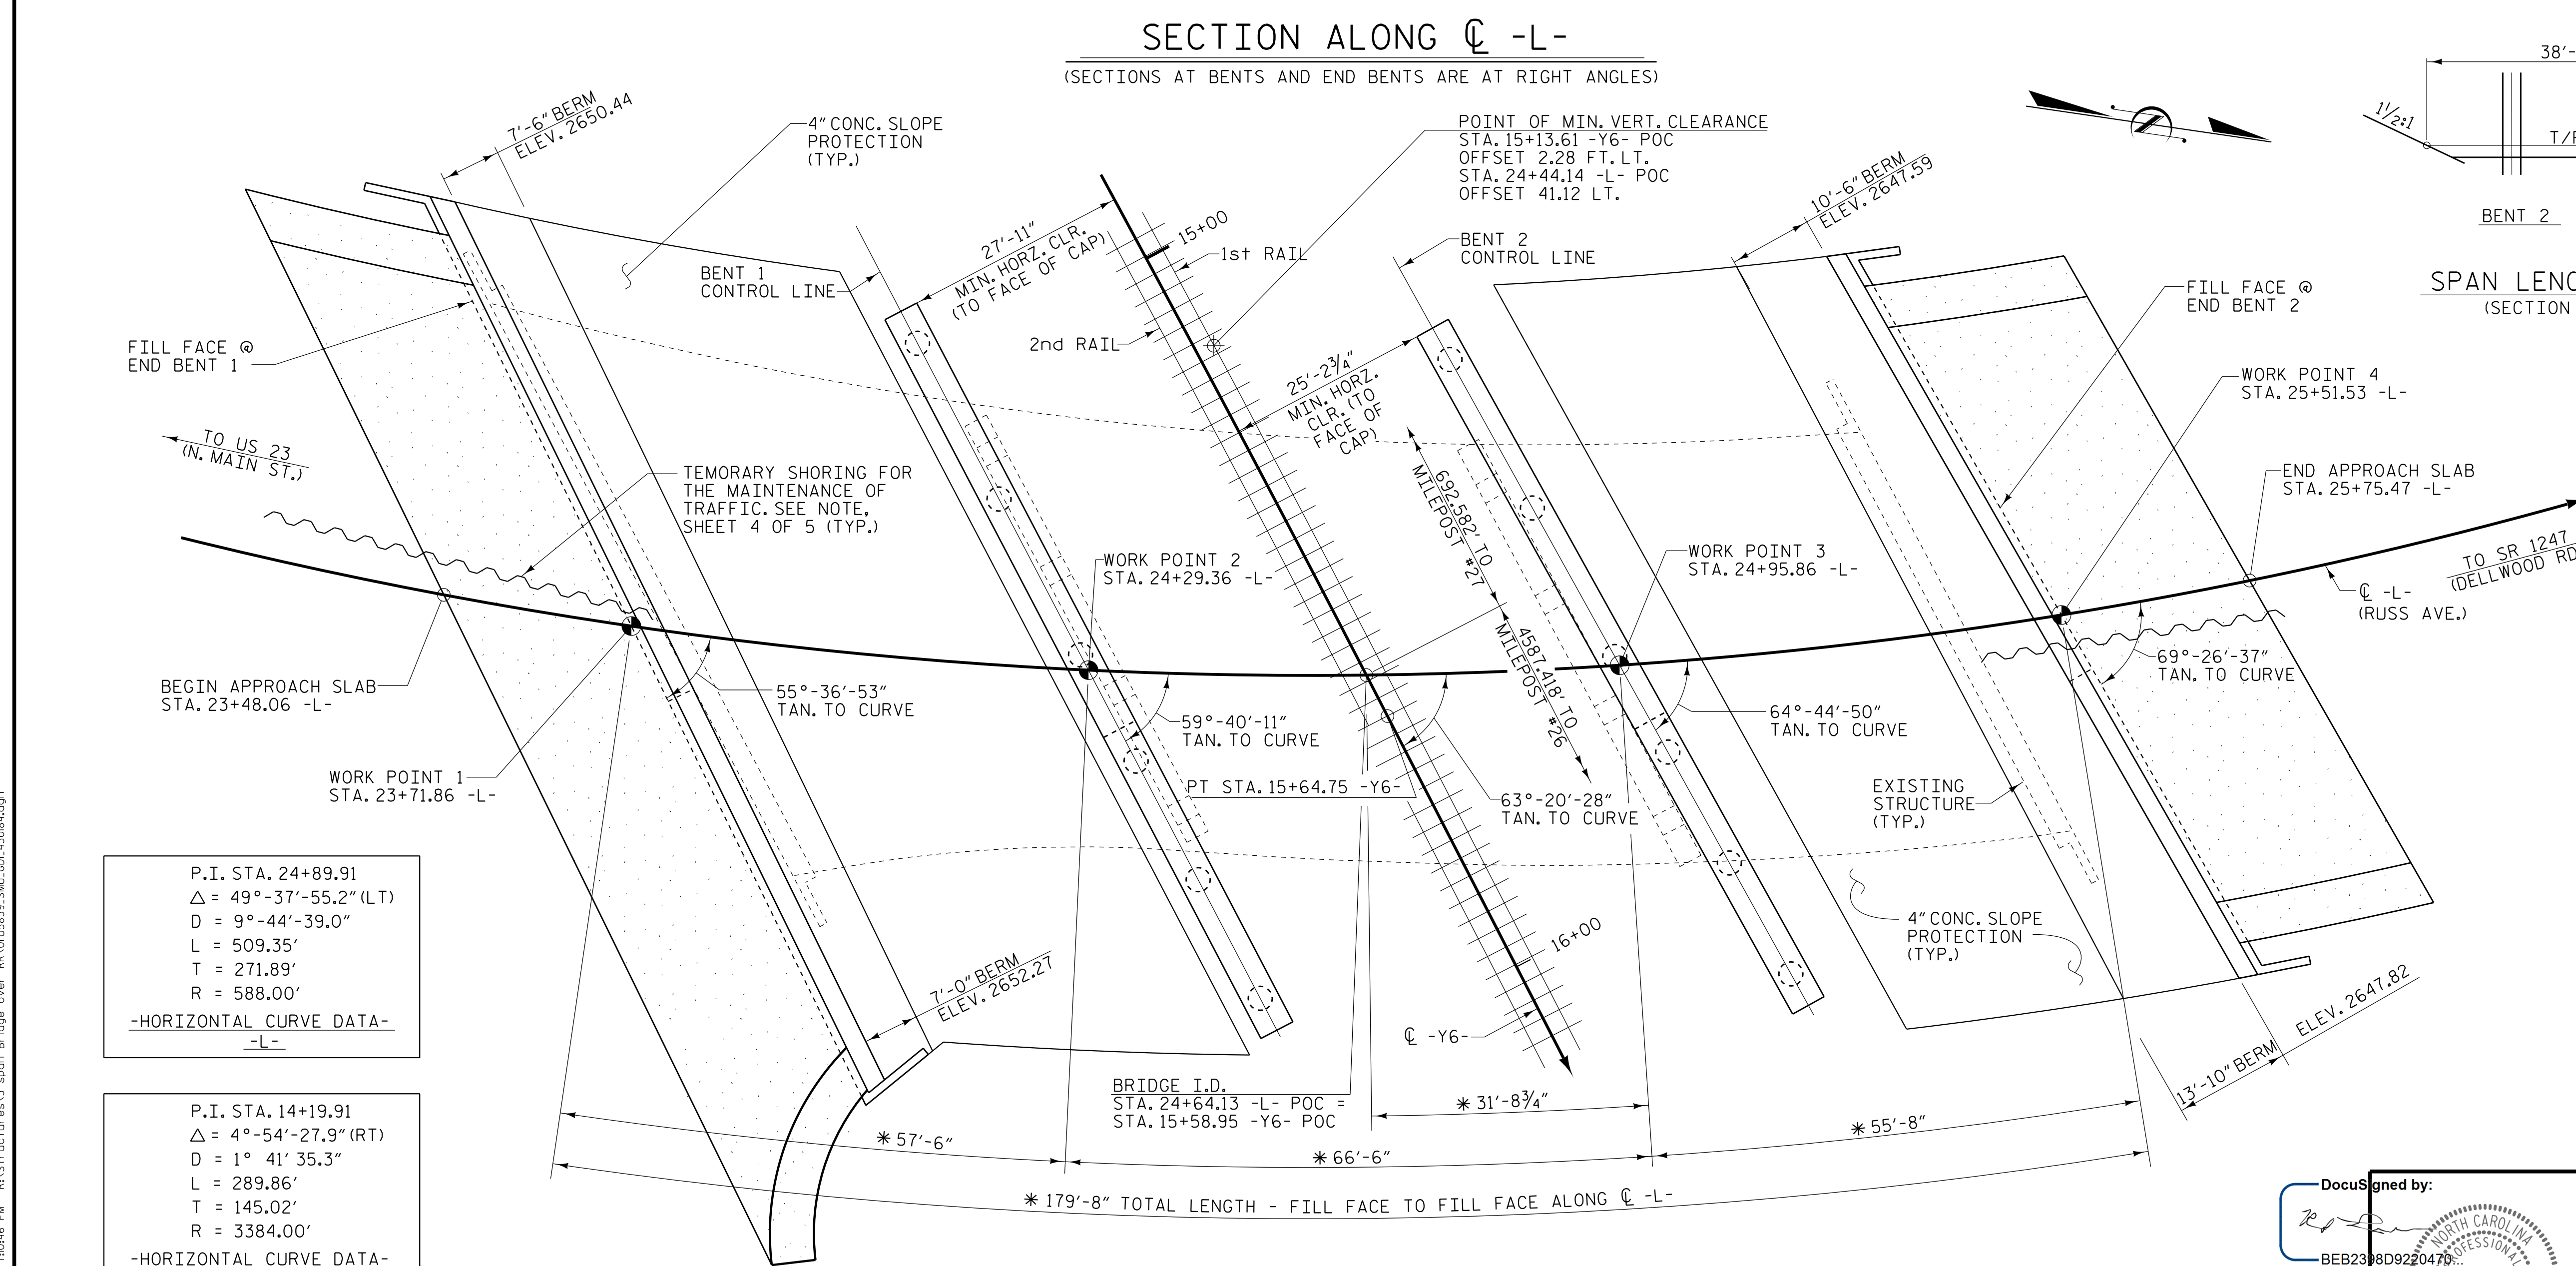 SECTION ALONG ℄ -L-
(SECTIONS AT BENTS AND END BENTS ARE AT RIGHT ANGLES)
7'-6" BERM
ELEV. 2650.44
4" CONC. SLOPE
PROTECTION
(TYP.)
POINT OF MIN. VERT. CLEARANCE
STA. 15+13.61 -Y6- POC
OFFSET 2.28 FT. LT.
STA. 24+44.14 -L- POC
OFFSET 41.12 LT.
10'-6" BERM
ELEV. 2647.59
38'-
1½:1
BENT 2
(SECTION
BENT 1
CONTROL LINE
27'-11"
MIN. HORZ. CLR.
(TO FACE OF CAP)
15+00
1st RAIL
2nd RAIL
BENT 2
CONTROL LINE
FILL FACE @
END BENT 2
FILL FACE @
END BENT 1
25'-2¾"
MIN. HORZ.
CLR. (TO
FACE OF
CAP)
WORK POINT 4
STA. 25+51.53 -L-
TO US 23
(N. MAIN ST.)
TEMORARY SHORING FOR
THE MAINTENANCE OF
TRAFFIC. SEE NOTE,
SHEET 4 OF 5 (TYP.)
692.582' TO
MILEPOST #27
END APPROACH SLAB
STA. 25+75.47 -L-
WORK POINT 2
STA. 24+29.36 -L-
WORK POINT 3
STA. 24+95.86 -L-
TO SR 1247
(DELLWOOD RD
℄ -L-
(RUSS AVE.)
4587.418' TO
MILEPOST #26
BEGIN APPROACH SLAB
STA. 23+48.06 -L-
55°-36'-53"
TAN. TO CURVE
59°-40'-11"
TAN. TO CURVE
64°-44'-50"
TAN. TO CURVE
69°-26'-37"
TAN. TO CURVE
WORK POINT 1
STA. 23+71.86 -L-
PT STA. 15+64.75 -Y6-
63°-20'-28"
TAN. TO CURVE
EXISTING
STRUCTURE
(TYP.)
P.I. STA. 24+89.91
△ = 49°-37'-55.2" (LT)
D = 9°-44'-39.0"
L = 509.35'
T = 271.89'
R = 588.00'
-HORIZONTAL CURVE DATA-
-L-
7'-0" BERM
ELEV. 2652.27
16+00
℄ -Y6-
4" CONC. SLOPE
PROTECTION
(TYP.)
13'-10" BERM
ELEV. 2647.82
P.I. STA. 14+19.91
△ = 4°-54'-27.9" (RT)
D = 1° 41' 35.3"
L = 289.86'
T = 145.02'
R = 3384.00'
-HORIZONTAL CURVE DATA-
BRIDGE I.D.
STA. 24+64.13 -L- POC =
STA. 15+58.95 -Y6- POC
* 31'-8¾"
* 57'-6"
* 66'-6"
* 55'-8"
* 179'-8" TOTAL LENGTH - FILL FACE TO FILL FACE ALONG ℄ -L-
DocuSigned by:
BEB2398D9220470...
NORTH CAROLINA
PROFESSIONAL